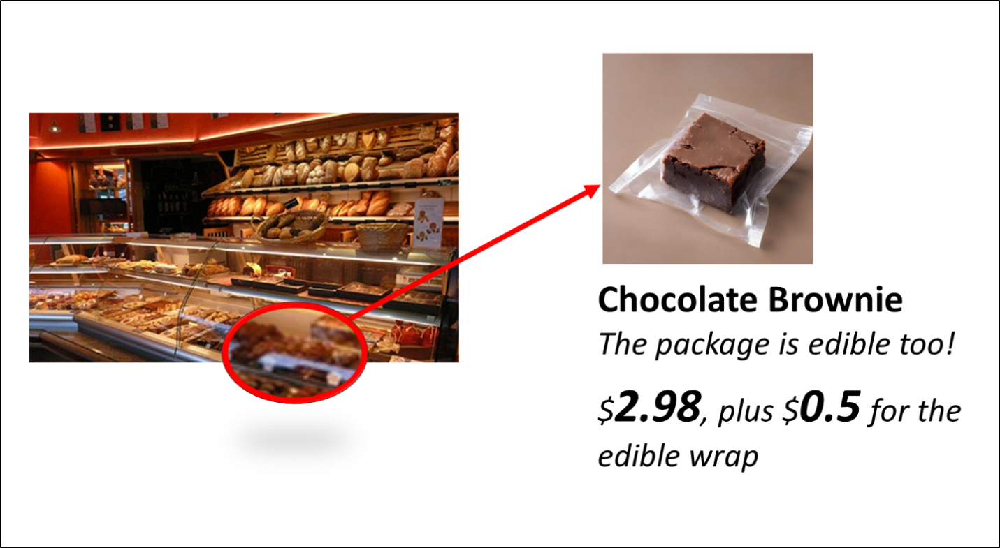 Chocolate Brownie
The package is edible too!
$2.98, plus $0.5 for the
edible wrap